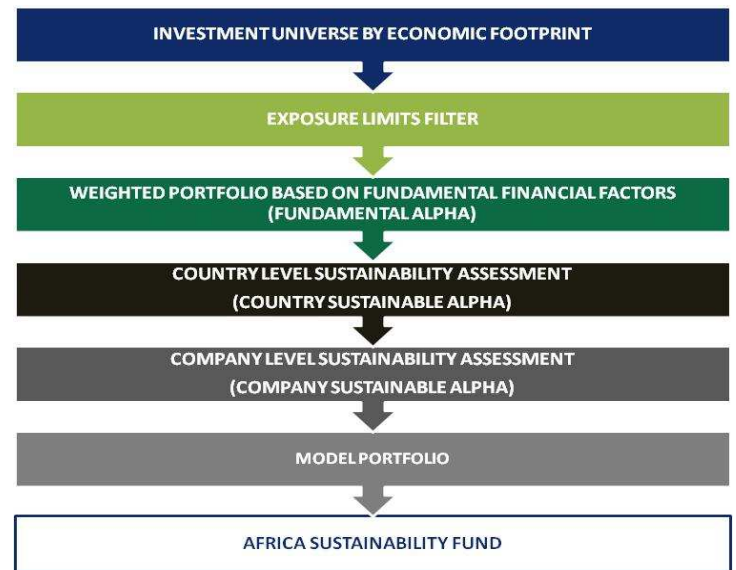 INVESTMENT UNIVERSE BY ECONOMIC FOOTPRINT
EXPOSURE LIMITS FILTER
WEIGHTED PORTFOLIO BASED ON FUNDAMENTAL FINANCIAL FACTORS
(FUNDAMENTAL ALPHA)
COUNTRY LEVEL SUSTAINABILITY ASSESSMENT
(COUNTRY SUSTAINABLE ALPHA)
COMPANY LEVEL SUSTAINABILITY ASSESSMENT
(COMPANY SUSTAINABLE ALPHA)
MODEL PORTFOLIO
AFRICA SUSTAINABILITY FUND